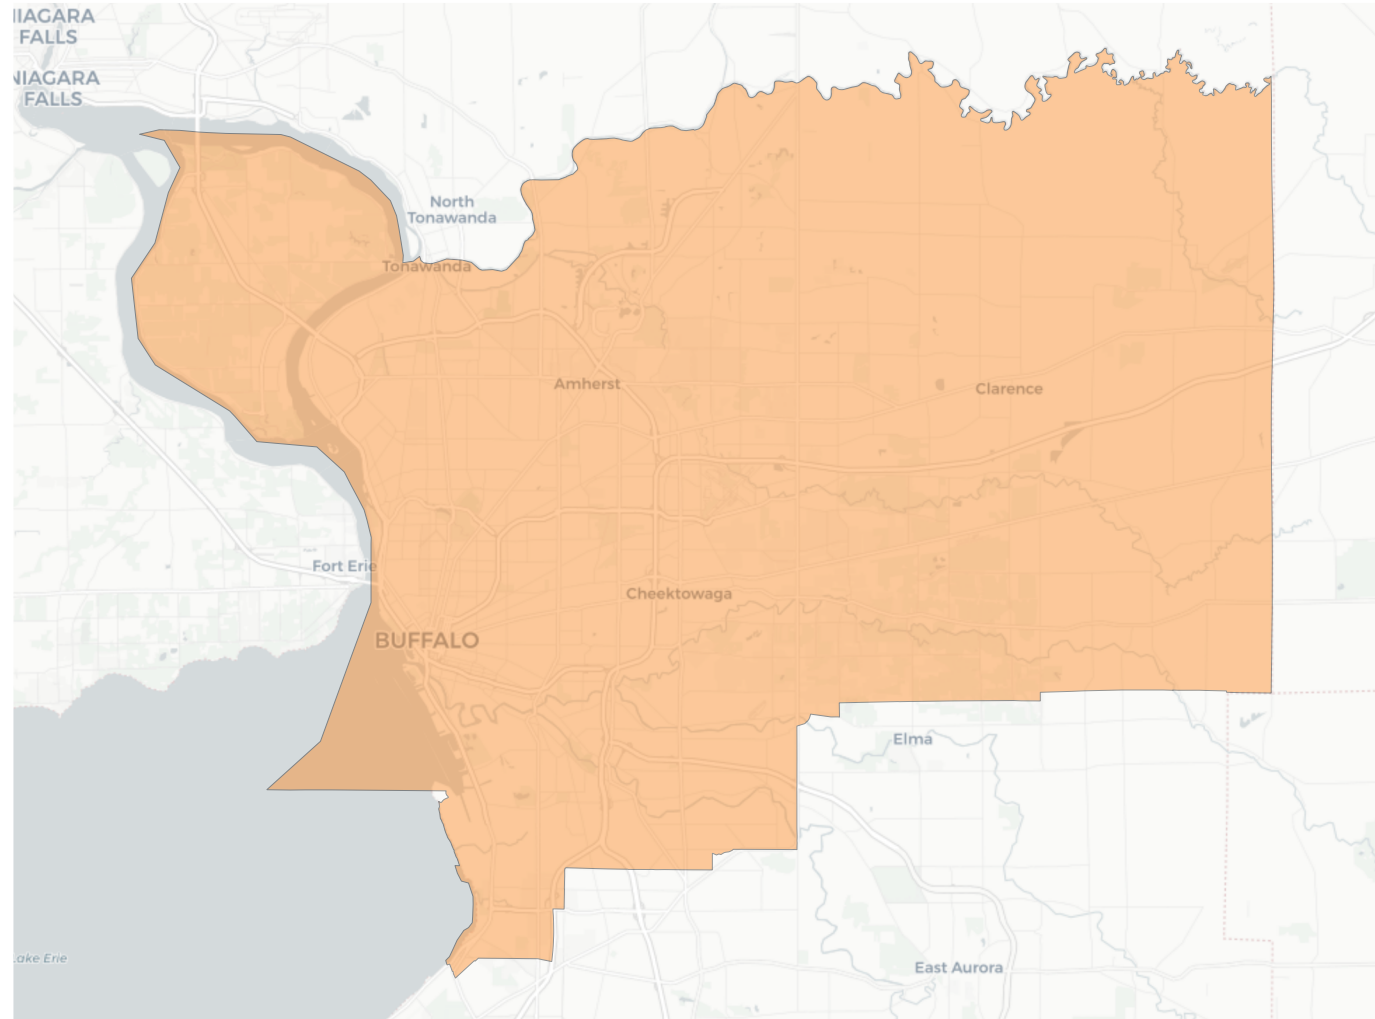 NIAGARA
FALLS
NIAGARA
FALLS
North
Tonawanda
Tonawanda
Amherst
Clarence
Fort Erie
Cheektowaga
BUFFALO
Elma
Lake Erie
East Aurora